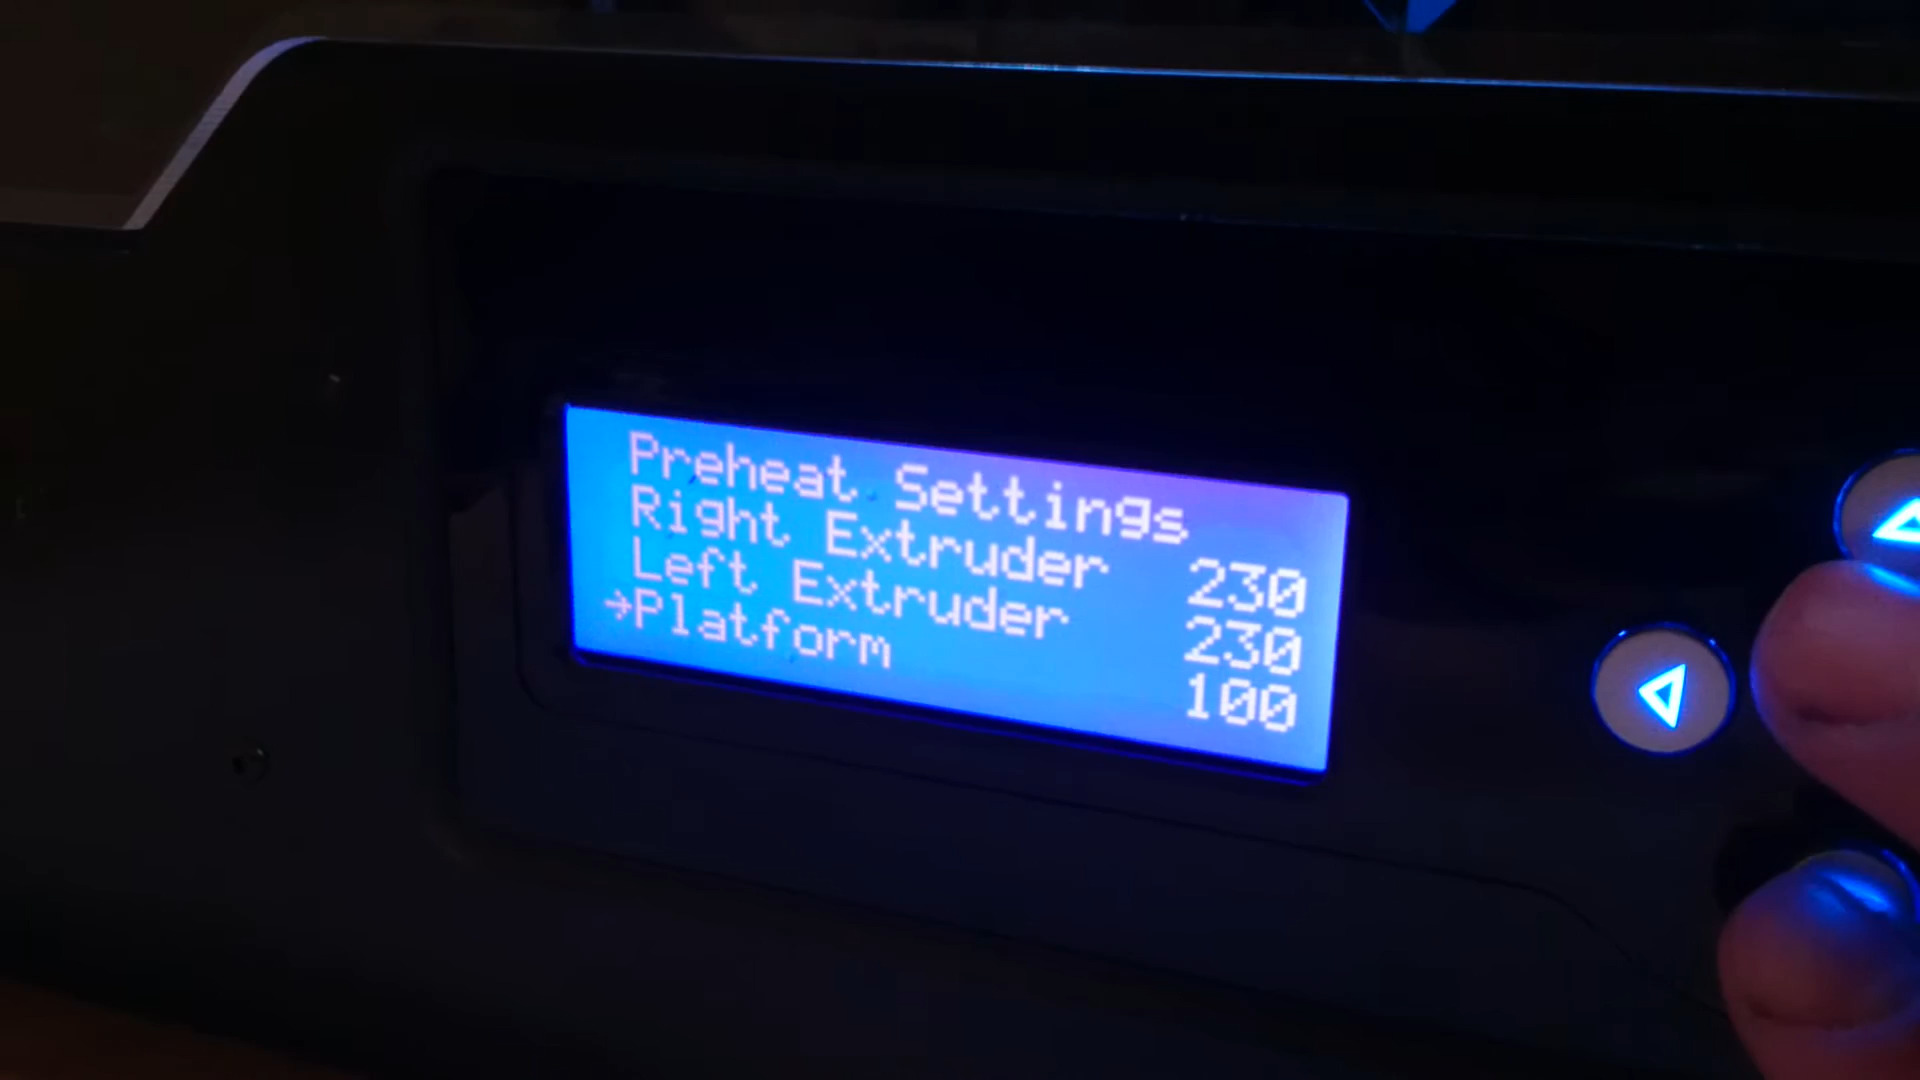 Preheat Settings
Right Extruder 230
Left Extruder 230
→Platform 100